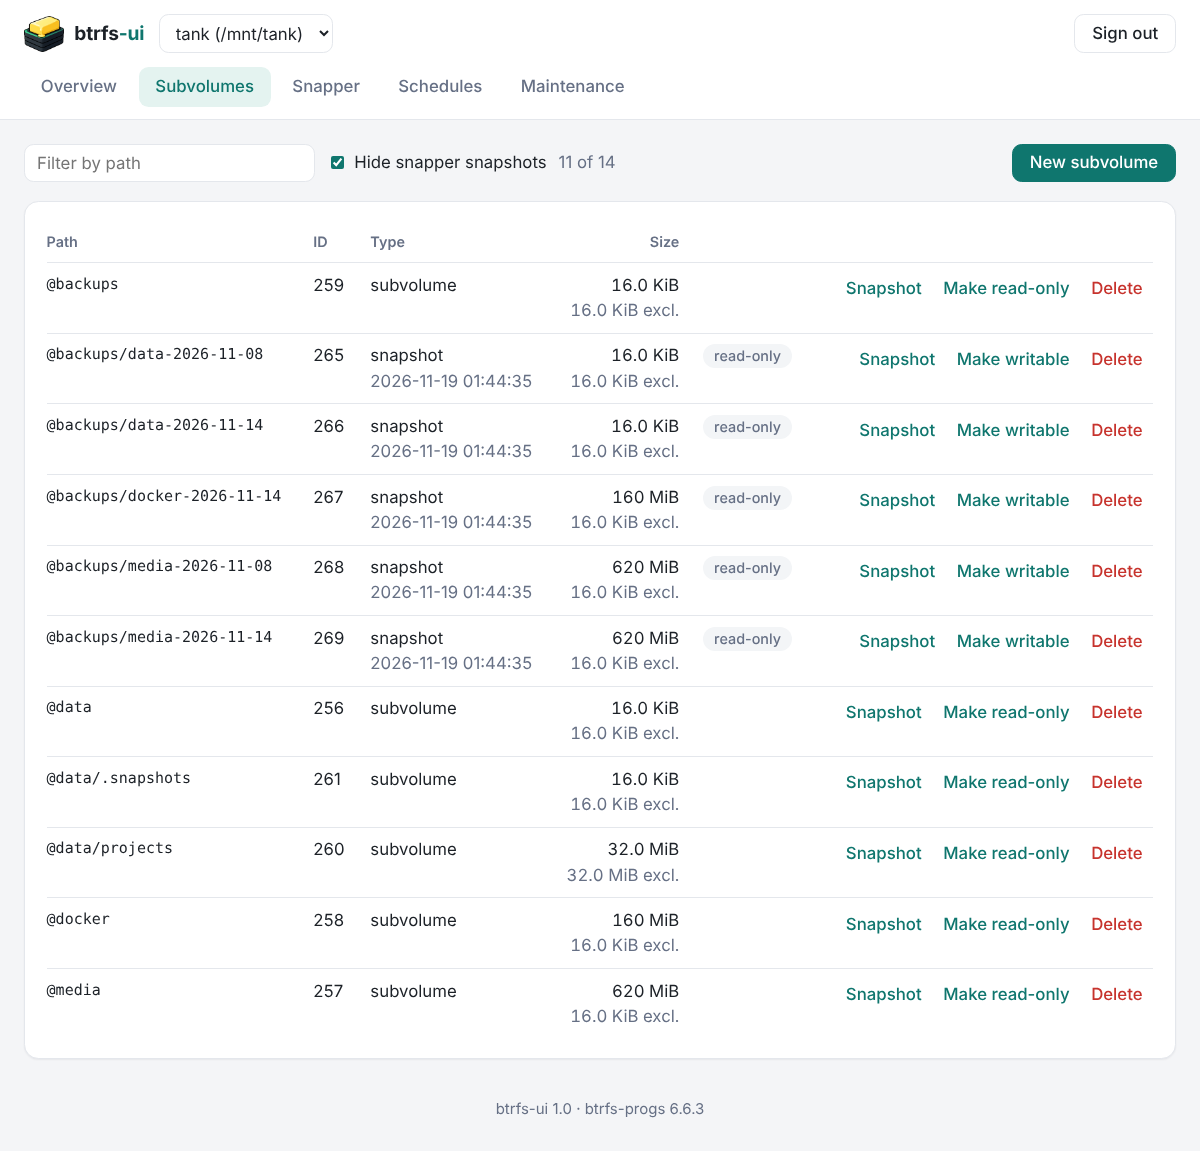 btrfs-ui
tank (/mnt/tank)
Sign out
Overview
Subvolumes
Snapper
Schedules
Maintenance
Filter by path
Hide snapper snapshots
11 of 14
New subvolume
Path ID Type Size
@backups 259 subvolume 16.0 KiB Snapshot Make read-only Delete
16.0 KiB excl.
@backups/data-2026-11-08 265 snapshot 16.0 KiB read-only Snapshot Make writable Delete
2026-11-19 01:44:35 16.0 KiB excl.
@backups/data-2026-11-14 266 snapshot 16.0 KiB read-only Snapshot Make writable Delete
2026-11-19 01:44:35 16.0 KiB excl.
@backups/docker-2026-11-14 267 snapshot 160 MiB read-only Snapshot Make writable Delete
2026-11-19 01:44:35 16.0 KiB excl.
@backups/media-2026-11-08 268 snapshot 620 MiB read-only Snapshot Make writable Delete
2026-11-19 01:44:35 16.0 KiB excl.
@backups/media-2026-11-14 269 snapshot 620 MiB read-only Snapshot Make writable Delete
2026-11-19 01:44:35 16.0 KiB excl.
@data 256 subvolume 16.0 KiB Snapshot Make read-only Delete
16.0 KiB excl.
@data/.snapshots 261 subvolume 16.0 KiB Snapshot Make read-only Delete
16.0 KiB excl.
@data/projects 260 subvolume 32.0 MiB Snapshot Make read-only Delete
32.0 MiB excl.
@docker 258 subvolume 160 MiB Snapshot Make read-only Delete
16.0 KiB excl.
@media 257 subvolume 620 MiB Snapshot Make read-only Delete
16.0 KiB excl.
btrfs-ui 1.0 · btrfs-progs 6.6.3